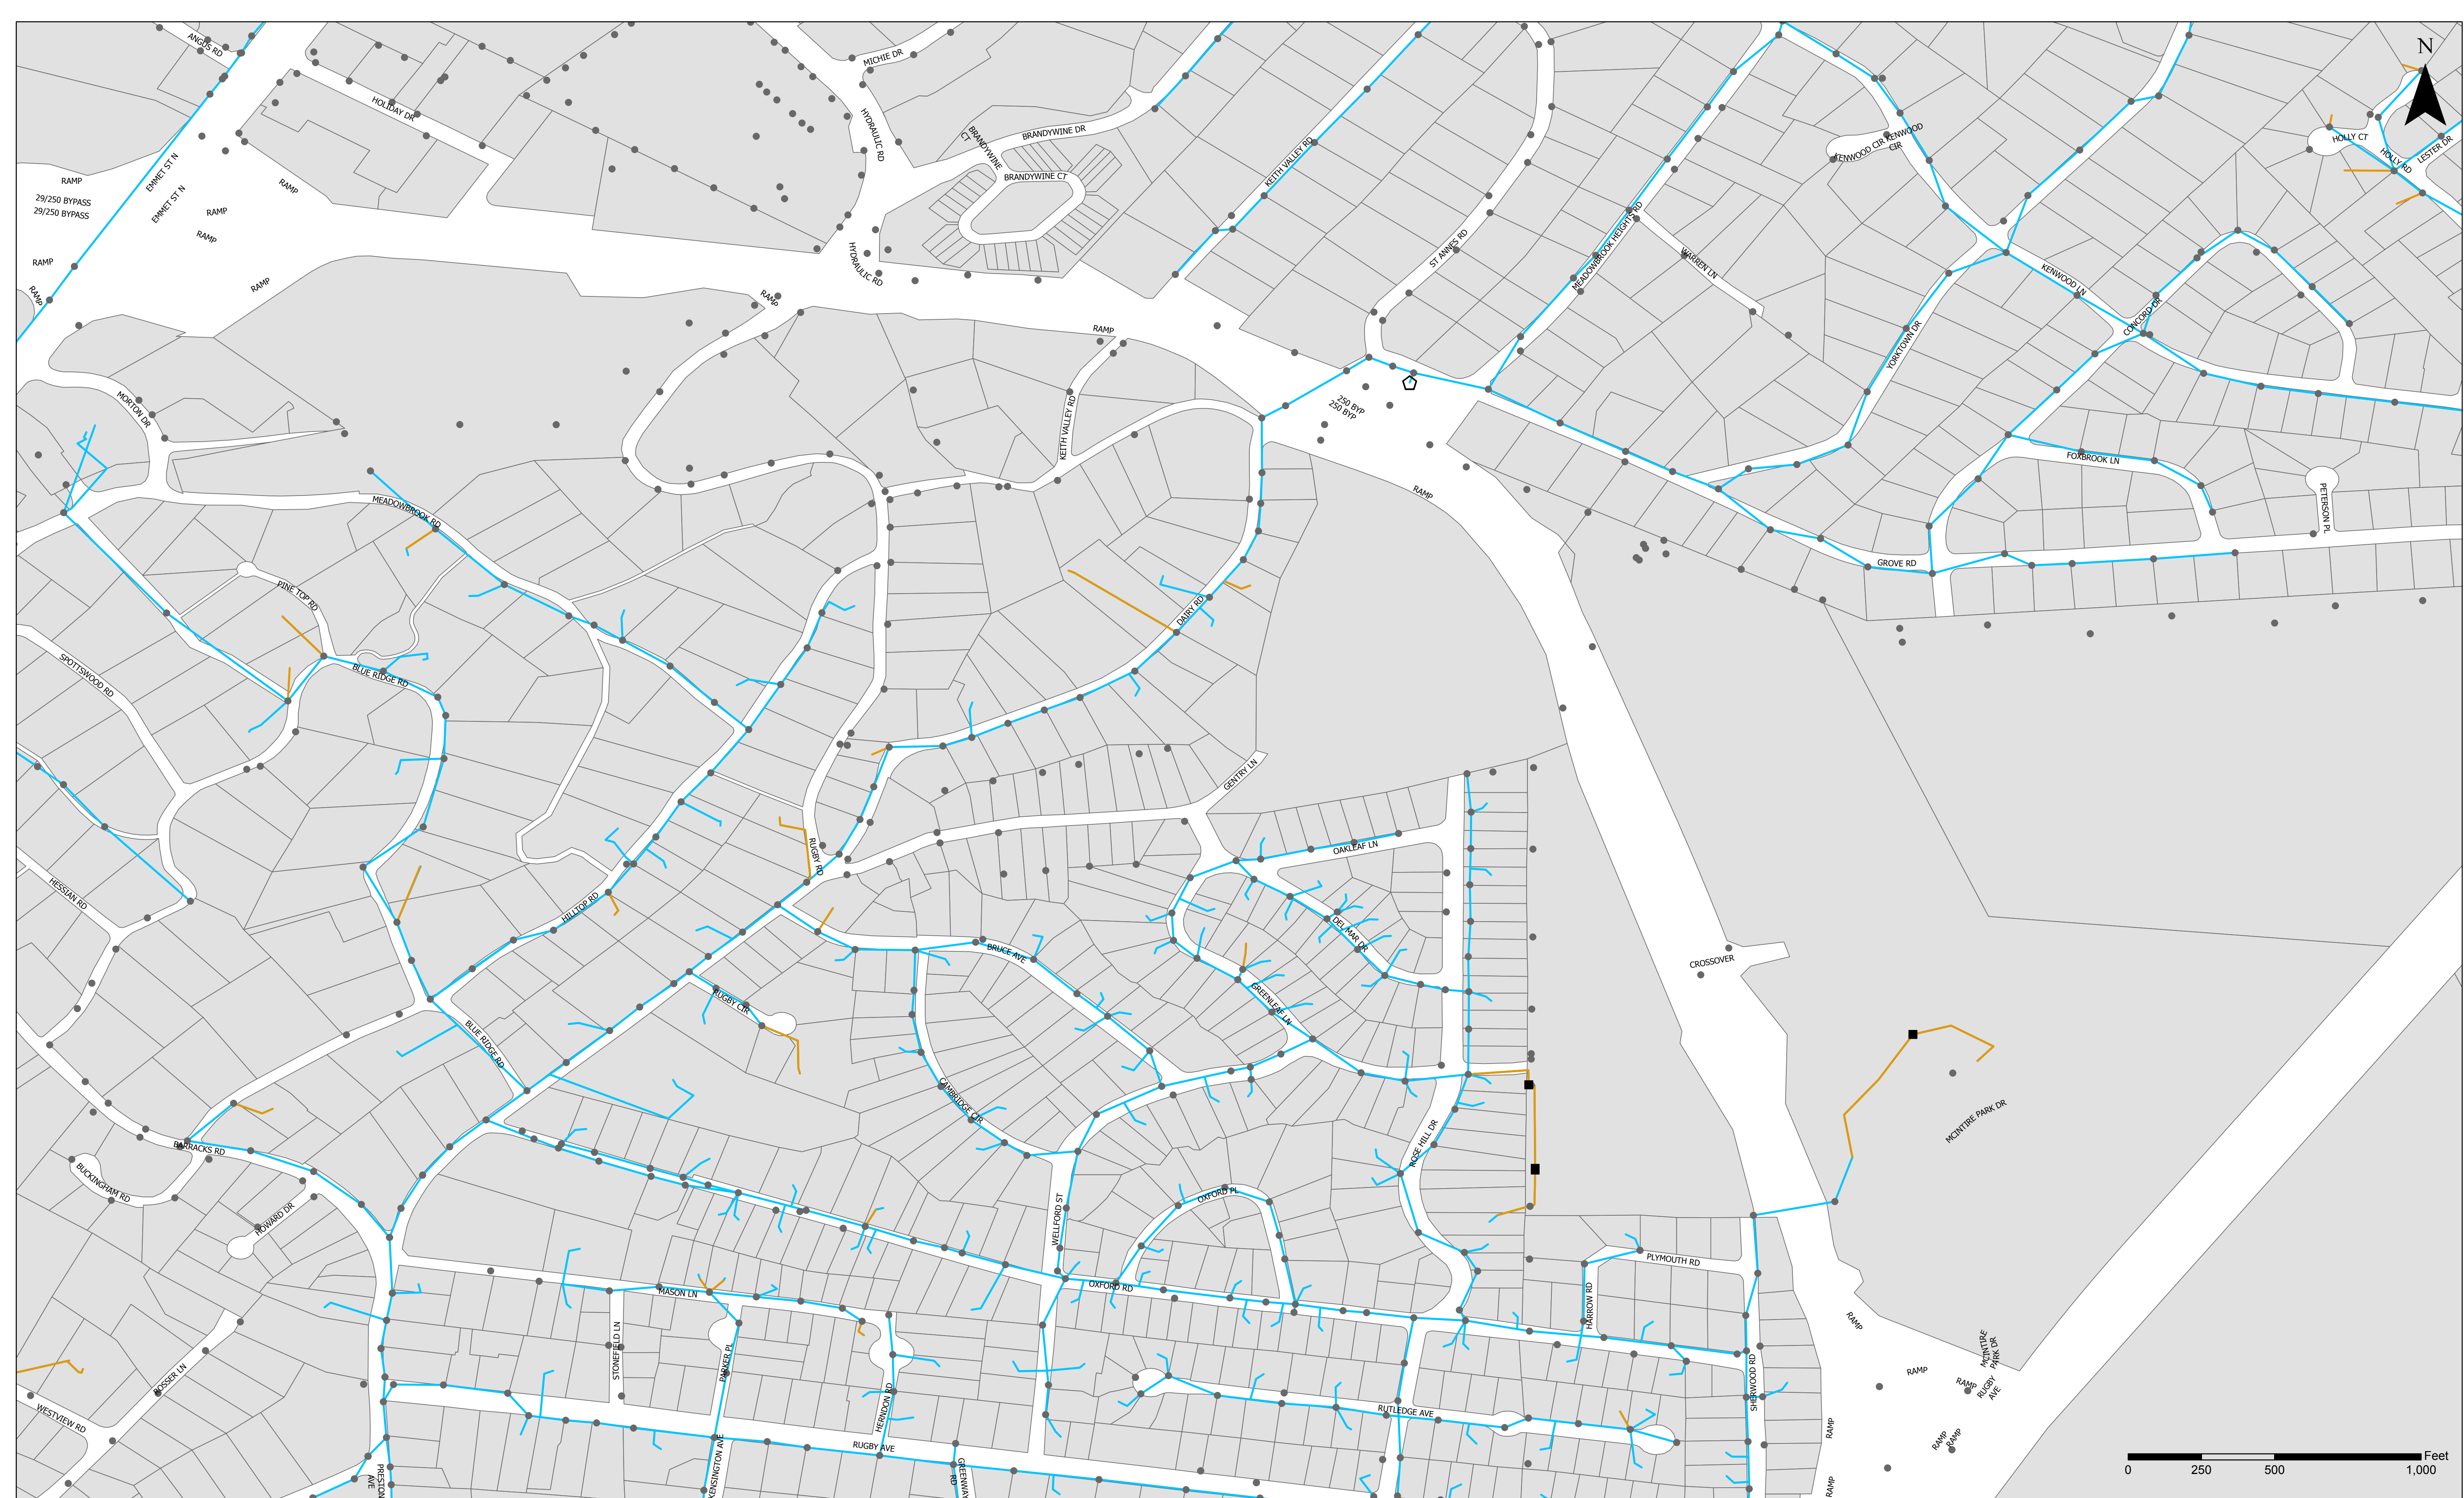 ANGUS RD
MICHIE DR
N
HOLIDAY DR
HYDRAULIC RD
BRANDYWINE
CT
BRANDYWINE DR
KENWOOD CIR
KENWOOD
CIR
HOLLY CT
HOLLY RD
LESTER DR
KEITH VALLEY RD
BRANDYWINE CT
EMMET ST N
EMMET ST N
RAMP
RAMP
29/250 BYPASS
29/250 BYPASS
RAMP
RAMP
RAMP
RAMP
RAMP
HYDRAULIC RD
ST ANNES RD
MEADOWBROOK HEIGHTS RD
WARREN LN
KENWOOD LN
CONCORD DR
YORKTOWN DR
RAMP
RAMP
250 BYP
250 BYP
MORTON DR
KEITH VALLEY RD
FOXBROOK LN
PETERSON PL
RAMP
MEADOWBROOK RD
GROVE RD
PINE TOP RD
DAIRY RD
SPOTTSWOOD RD
BLUE RIDGE RD
GENTRY LN
RUGBY RD
OAKLEAF LN
HESSIAN RD
HILLTOP RD
DEL MAR DR
BRUCE AVE
CROSSOVER
RUGBY CIR
GREENLEAF LN
BLUE RIDGE RD
CAMBRIDGE CIR
MCINTIRE PARK DR
ROSE HILL DR
BARRACKS RD
BUCKINGHAM RD
HOWARD DR
WELLFORD ST
OXFORD PL
PLYMOUTH RD
MASON LN
OXFORD RD
HARROW RD
RAMP
MCINTIRE
PARK DR
STONEFIELD LN
PARKER PL
RAMP
RAMP
RUGBY
AVE
ROSSER LN
HERNDON RD
SHERWOOD RD
WESTVIEW RD
RUTLEDGE AVE
RAMP
RAMP
RAMP
RUGBY AVE
PRESTON
AVE
KENSINGTON AVE
GREENWAY
RD
RAMP
Feet
0 250 500 1,000